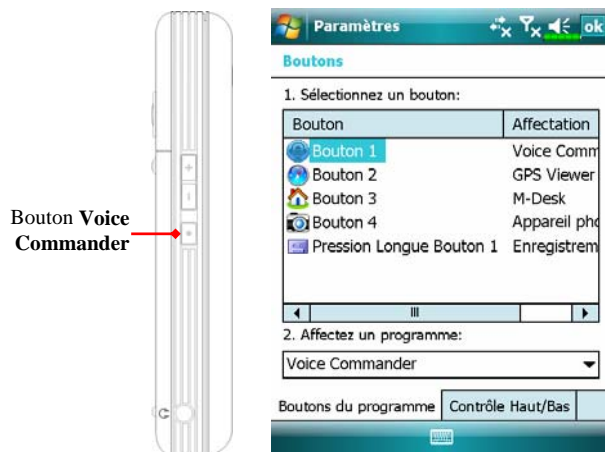 Bouton Voice
Commander
+
-
Paramètres ok
Boutons
1. Sélectionnez un bouton:
Bouton Affectation
Bouton 1 Voice Comm
Bouton 2 GPS Viewer
Bouton 3 M-Desk
Bouton 4 Appareil pho
Pression Longue Bouton 1 Enregistrem
2. Affectez un programme:
Voice Commander
Boutons du programme Contrôle Haut/Bas